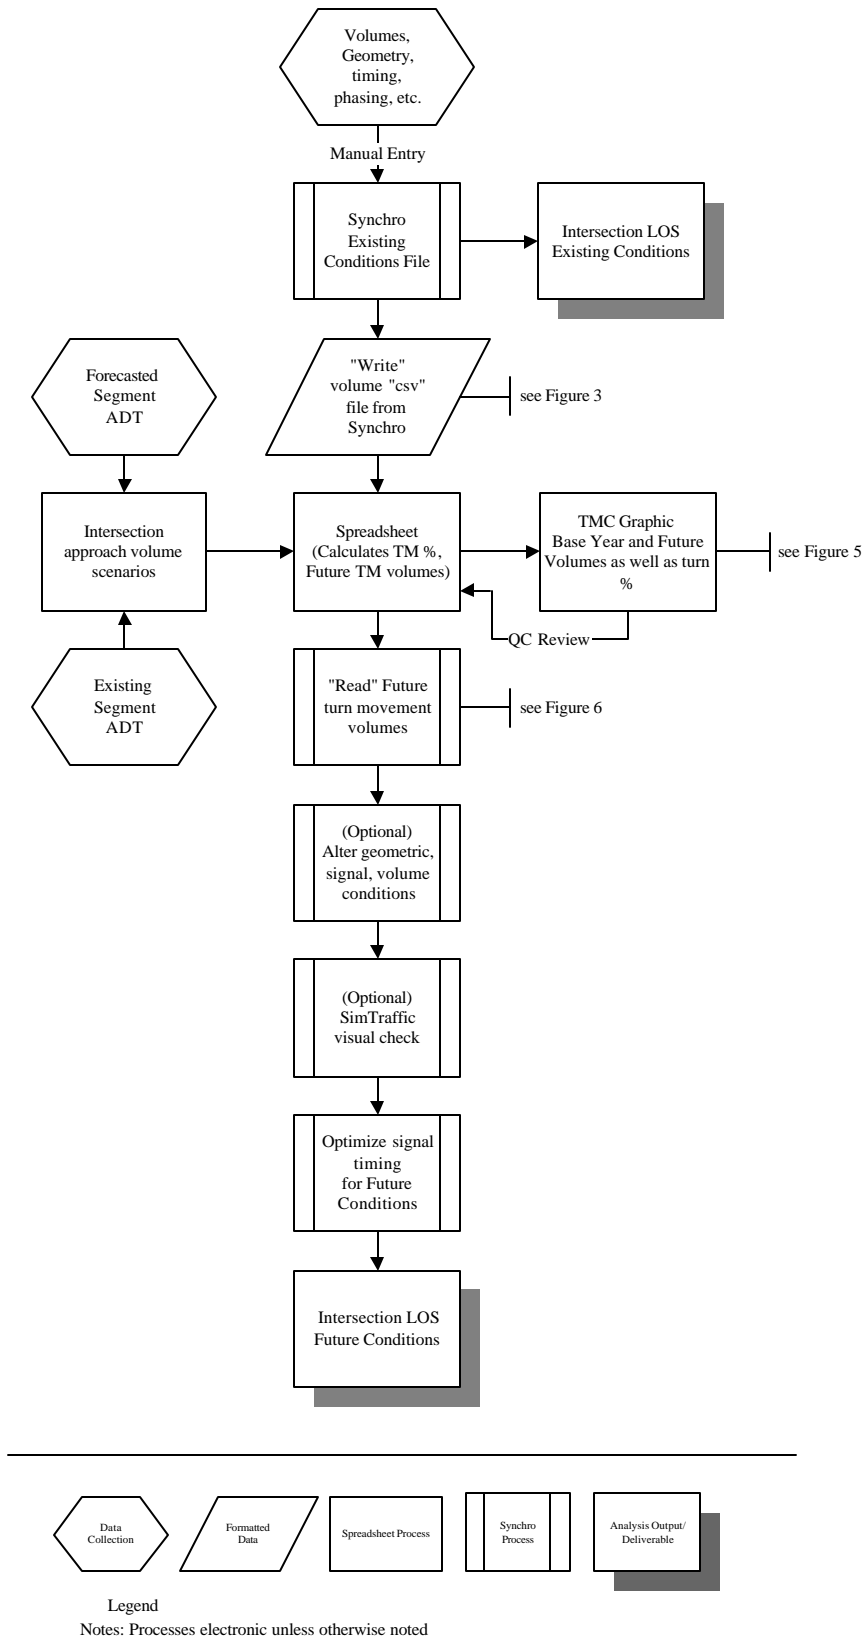 Volumes,
Geometry,
timing,
phasing, etc.
Manual Entry
Synchro
Existing
Conditions File
Intersection LOS
Existing Conditions
Forecasted
Segment
ADT
"Write"
volume "csv"
file from
Synchro
see Figure 3
Intersection
approach volume
scenarios
Spreadsheet
(Calculates TM %,
Future TM volumes)
TMC Graphic
Base Year and Future
Volumes as well as turn
%
see Figure 5
QC Review
Existing
Segment
ADT
"Read" Future
turn movement
volumes
see Figure 6
(Optional)
Alter geometric,
signal, volume
conditions
(Optional)
SimTraffic
visual check
Optimize signal
timing
for Future
Conditions
Intersection LOS
Future Conditions
Data
Collection
Formatted
Data
Spreadsheet Process
Synchro
Process
Analysis Output/
Deliverable
Legend
Notes: Processes electronic unless otherwise noted